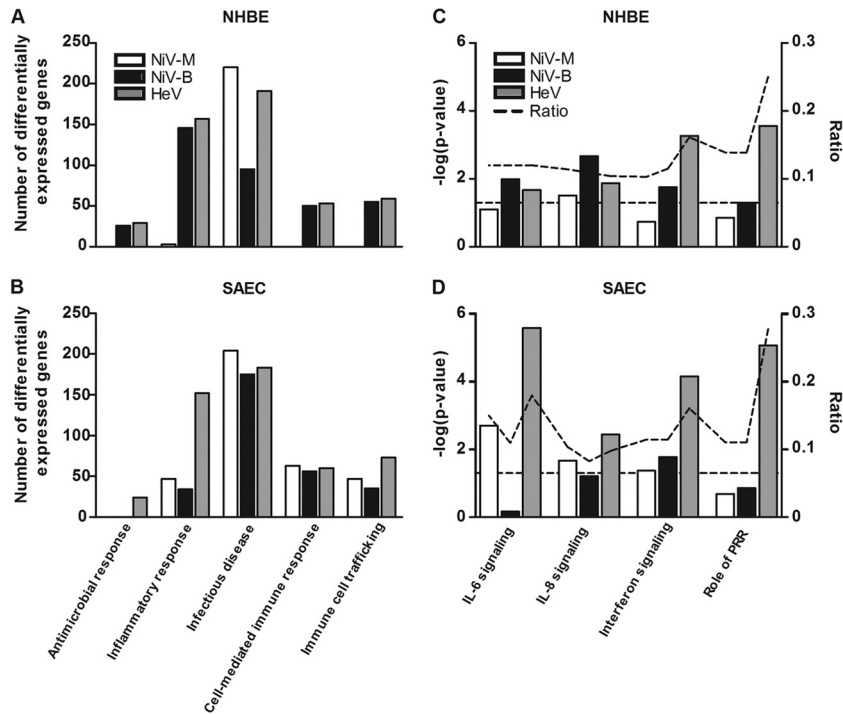 A
NHBE
Number of differentially
expressed genes
250
200
150
100
50
0
NiV-M
NiV-B
HeV
B
SAEC
Number of differentially
expressed genes
250
200
150
100
50
0
Antimicrobial response
Inflammatory response
Infectious disease
Cell-mediated immune response
Immune cell trafficking
C
NHBE
-log(p-value)
6
4
2
0
NiV-M
NiV-B
HeV
Ratio
0.3
0.2
0.1
0
Ratio
D
SAEC
-log(p-value)
6
4
2
0
0.3
0.2
0.1
0
Ratio
IL-6 signaling
IL-8 signaling
Interferon signaling
Role of PRR